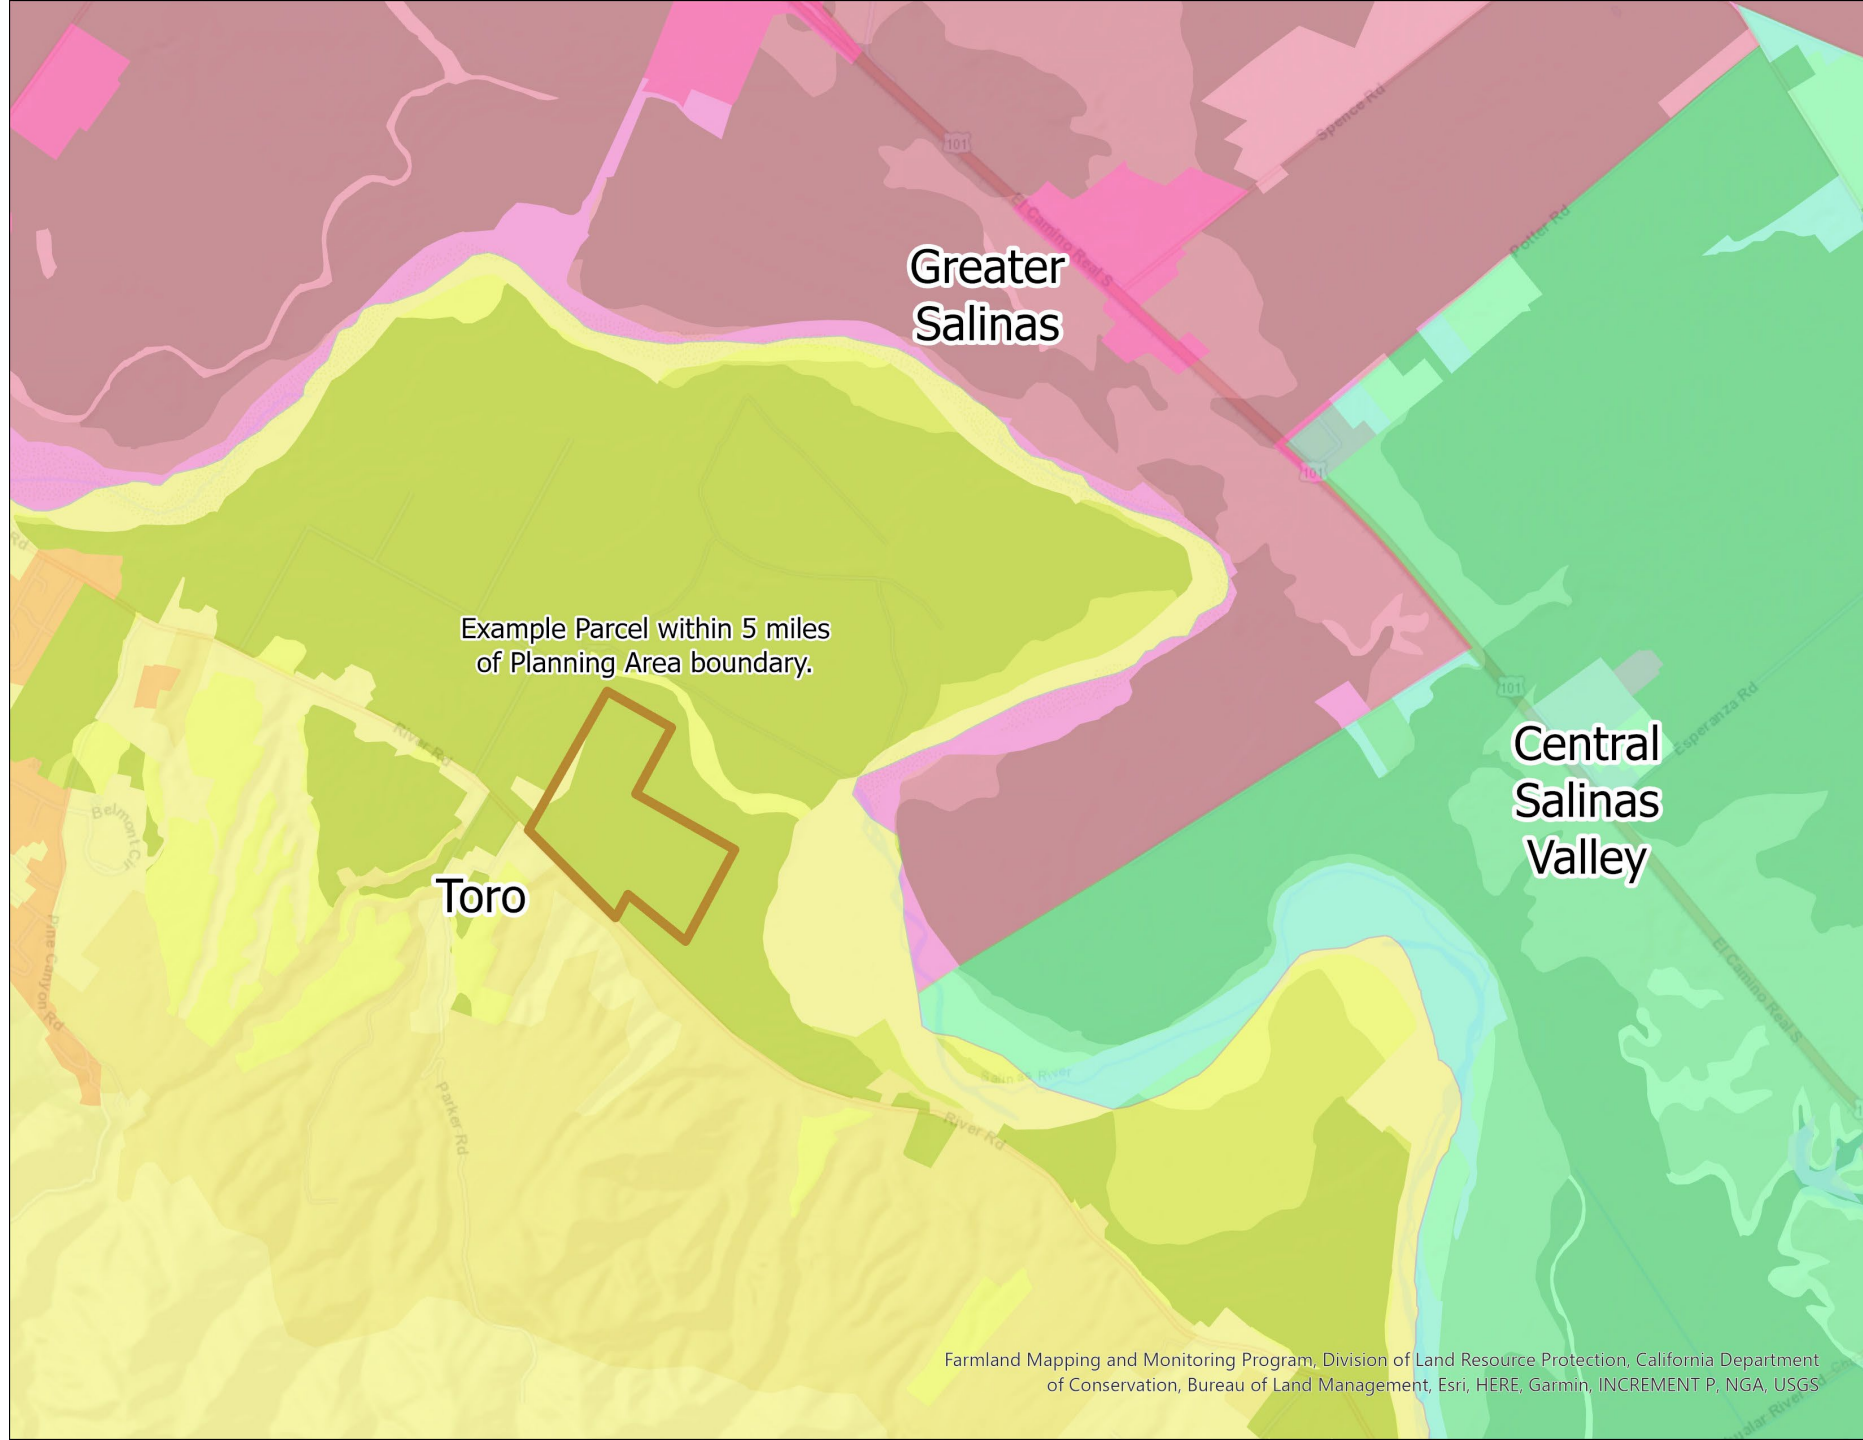 Spence Rd
101
El Camino Real S
Potter Rd
Greater
Salinas
101
Rd
Example Parcel within 5 miles
of Planning Area boundary.
101
River Rd
Esperanza Rd
Central
Salinas
Valley
Belmont Cir
Toro
Pine Canyon Rd
El Camino Real S
Salinas River
Parker Rd
River Rd
Farmland Mapping and Monitoring Program, Division of Land Resource Protection, California Department
of Conservation, Bureau of Land Management, Esri, HERE, Garmin, INCREMENT P, NGA, USGS